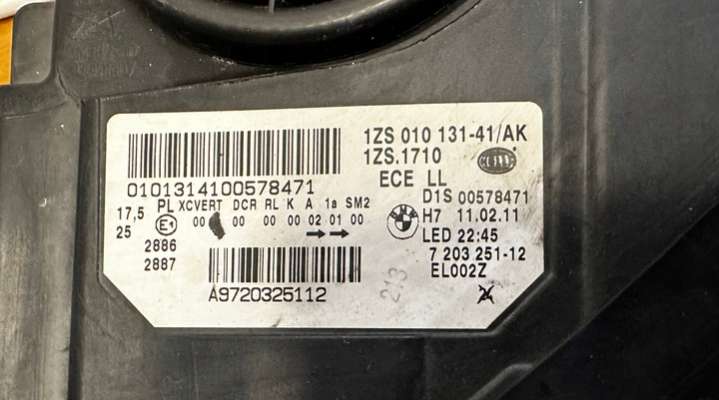 1ZS 010 131-41/AK
1ZS.1710
ECE LL
HELLA
0101314100578471
D1S 00578471
H7 11.02.11
LED 22:45
7 203 251-12
EL002Z
17,5 PL XCVERT DCR RL K A 1a SM2
25 E1 00 00 00 00 02 01 00
→→
2886
2887
A9720325112
213